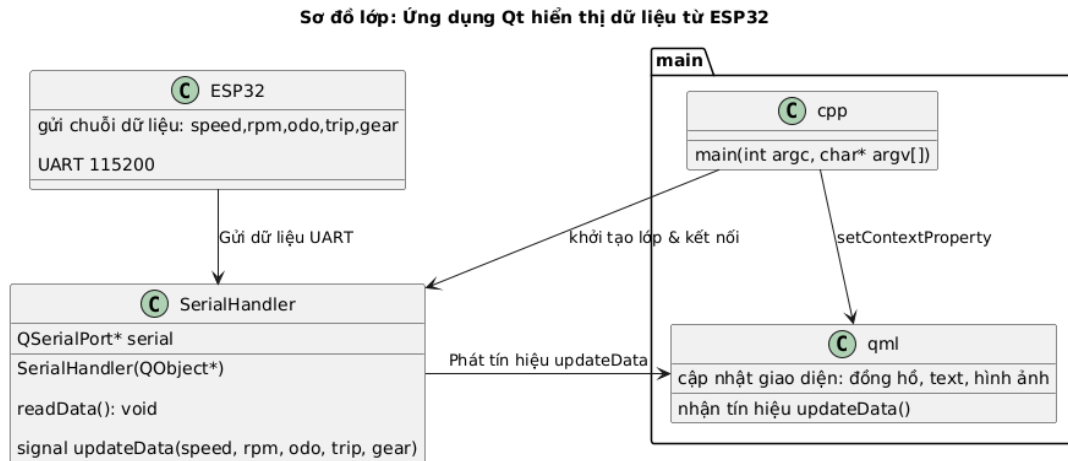 Sơ đồ lớp: Ứng dụng Qt hiển thị dữ liệu từ ESP32
main
C ESP32
gửi chuỗi dữ liệu: speed,rpm,odo,trip,gear
UART 115200
C cpp
main(int argc, char* argv[])
Gửi dữ liệu UART
khởi tạo lớp & kết nối
setContextProperty
C SerialHandler
QSerialPort* serial
SerialHandler(QObject*)
readData(): void
signal updateData(speed, rpm, odo, trip, gear)
Phát tín hiệu updateData
C qml
cập nhật giao diện: đồng hồ, text, hình ảnh
nhận tín hiệu updateData()